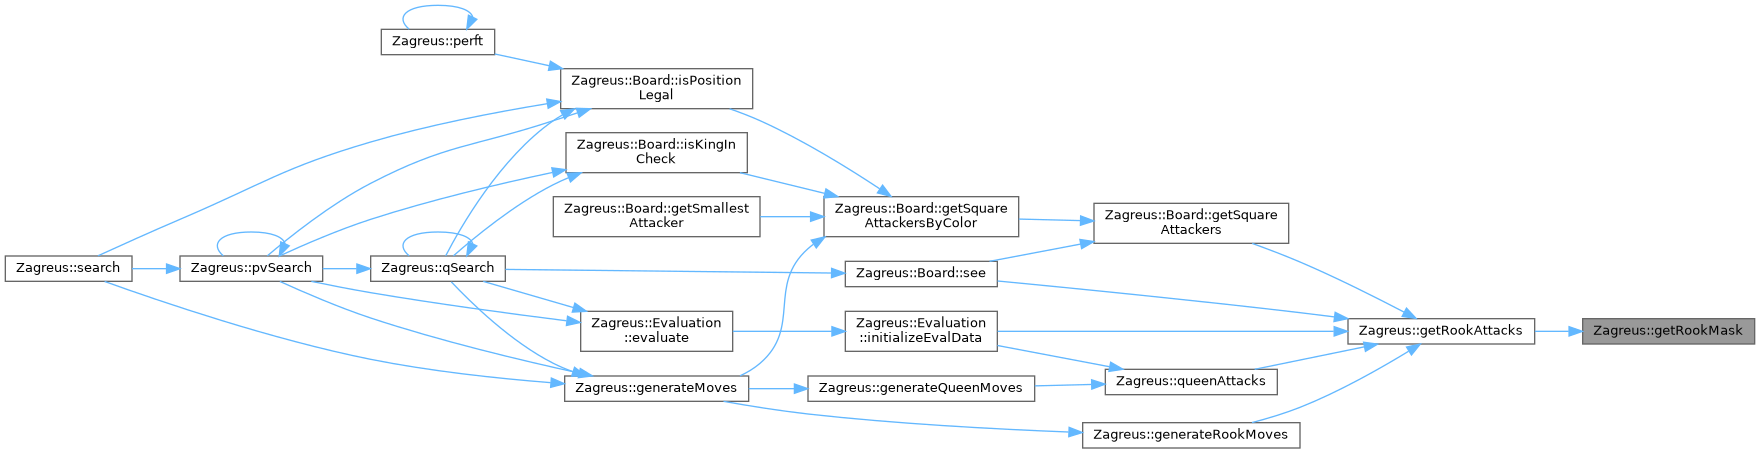 Zagreus::perft
Zagreus::Board::isPosition
Legal
Zagreus::Board::isKingIn
Check
Zagreus::Board::getSmallest
Attacker
Zagreus::Board::getSquare
AttackersByColor
Zagreus::Board::getSquare
Attackers
Zagreus::search
Zagreus::pvSearch
Zagreus::qSearch
Zagreus::Board::see
Zagreus::Evaluation
::evaluate
Zagreus::Evaluation
::initializeEvalData
Zagreus::getRookAttacks
Zagreus::getRookMask
Zagreus::generateMoves
Zagreus::generateQueenMoves
Zagreus::queenAttacks
Zagreus::generateRookMoves